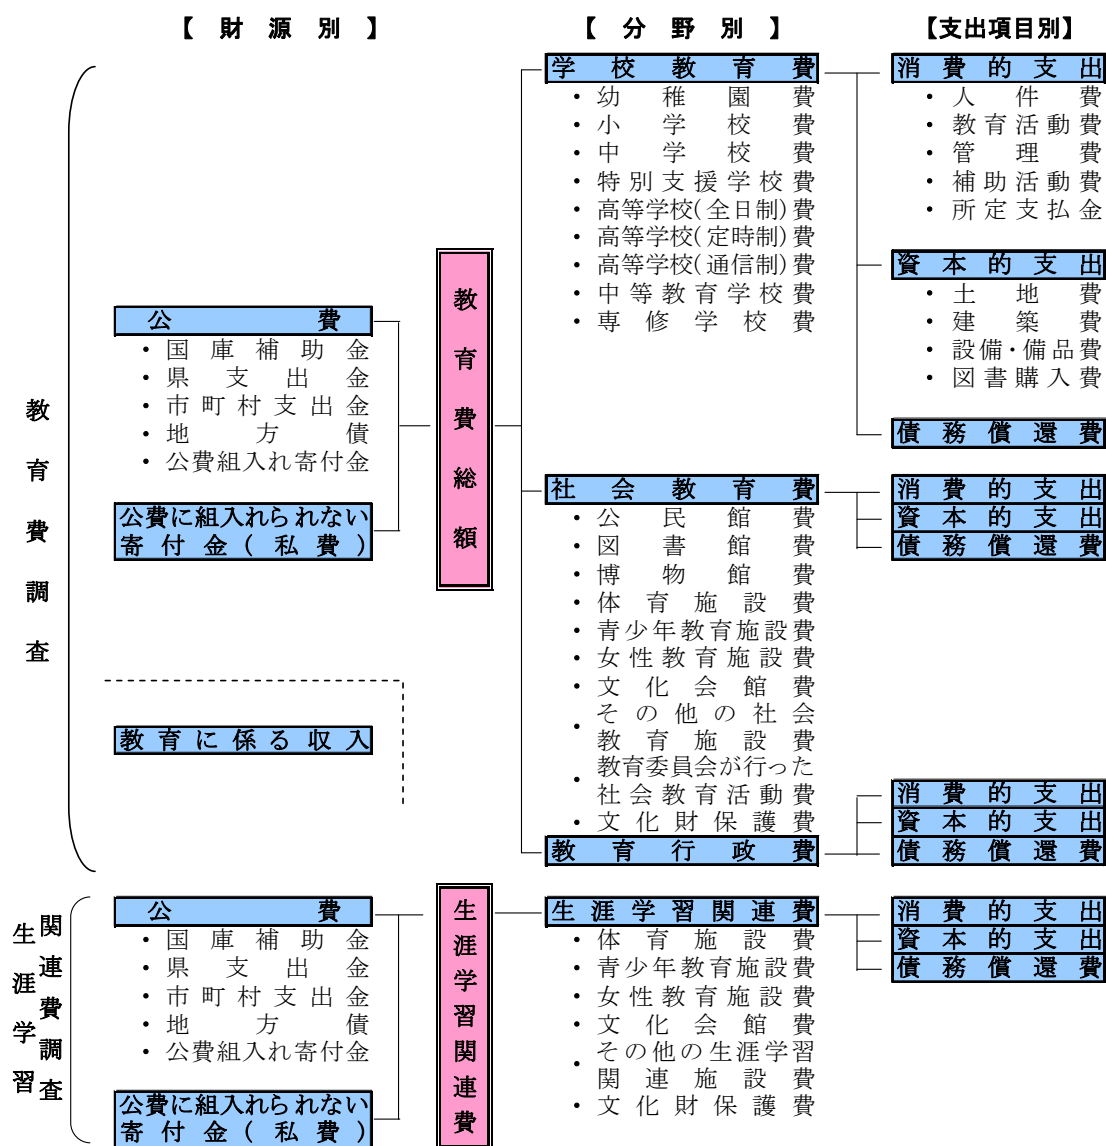 【 財 源 別 】
【 分 野 別 】
【支出項目別】
教育費調査
公費
・国庫補助金
・県支出金
・市町村支出金
・地方債
・公費組入れ寄付金
公費に組入れられない
寄付金(私費)
教育に係る収入
教育費総額
学校教育費
・幼稚園費
・小学校費
・中学校費
・特別支援学校費
・高等学校(全日制)費
・高等学校(定時制)費
・高等学校(通信制)費
・中等教育学校費
・専修学校費
消費的支出
・人件費
・教育活動費
・管理費
・補助活動費
・所定支払金
資本的支出
・土地費
・建築費
・設備・備品費
・図書購入費
債務償還費
社会教育費
・公民館費
・図書館費
・博物館費
・体育施設費
・青少年教育施設費
・女性教育施設費
・文化会館費
・その他の社会
教育施設費
・教育委員会が行った
社会教育活動費
・文化財保護費
消費的支出
資本的支出
債務償還費
教育行政費
消費的支出
資本的支出
債務償還費
生涯学習
関連費調査
公費
・国庫補助金
・県支出金
・市町村支出金
・地方債
・公費組入れ寄付金
公費に組入れられない
寄付金(私費)
生涯学習関連費
生涯学習関連費
・体育施設費
・青少年教育施設費
・女性教育施設費
・文化会館費
・その他の生涯学習
関連施設費
・文化財保護費
消費的支出
資本的支出
債務償還費